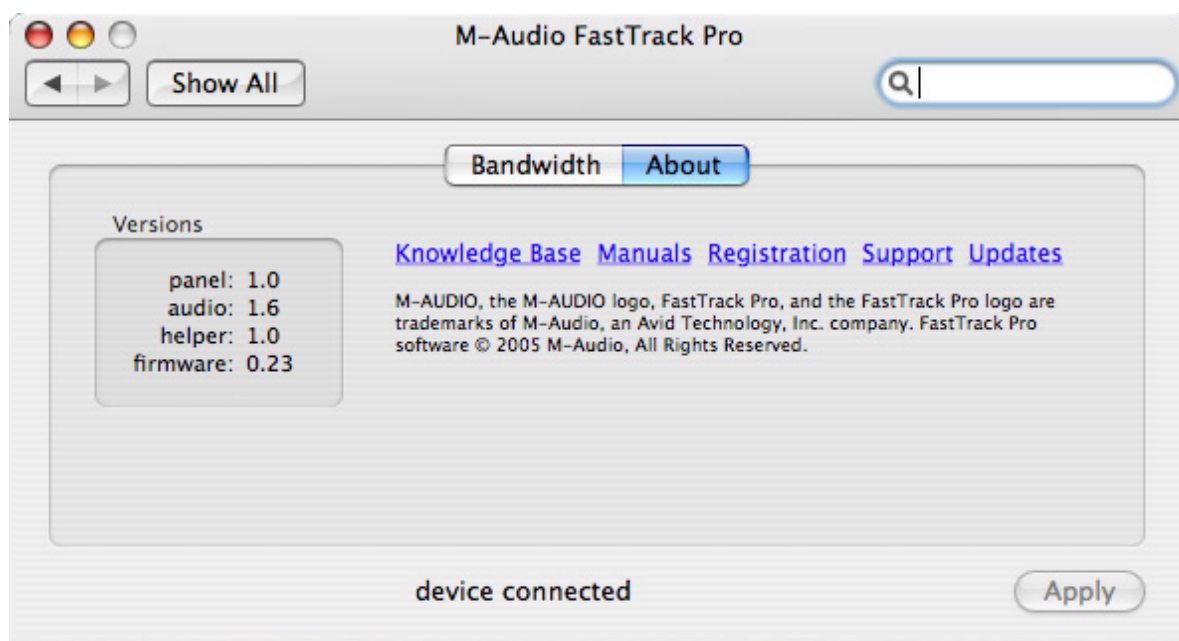 M-Audio FastTrack Pro
Show All
Bandwidth About
Versions
panel: 1.0
audio: 1.6
helper: 1.0
firmware: 0.23
Knowledge Base Manuals Registration Support Updates
M-AUDIO, the M-AUDIO logo, FastTrack Pro, and the FastTrack Pro logo are
trademarks of M-Audio, an Avid Technology, Inc. company. FastTrack Pro
software © 2005 M-Audio, All Rights Reserved.
device connected
Apply